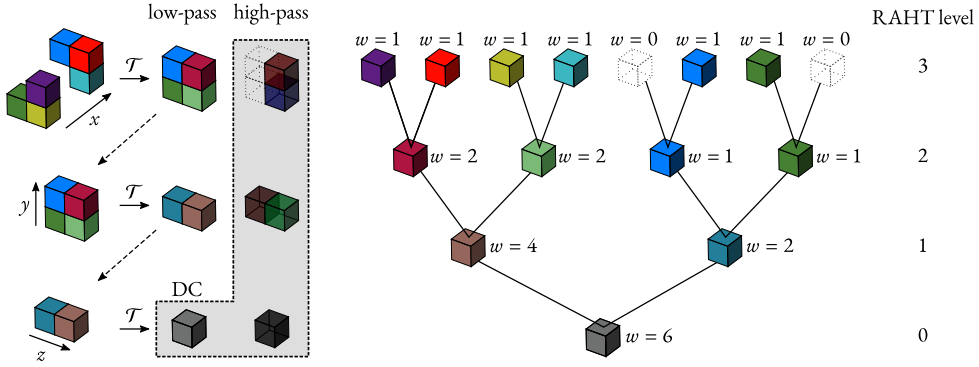 low-pass high-pass
𝒯
x
y
𝒯
DC
𝒯
z
RAHT level
w = 1 w = 1 w = 1 w = 1 w = 0 w = 1 w = 1 w = 0
3
w = 2 w = 2 w = 1 w = 1 2
w = 4 w = 2 1
w = 6 0